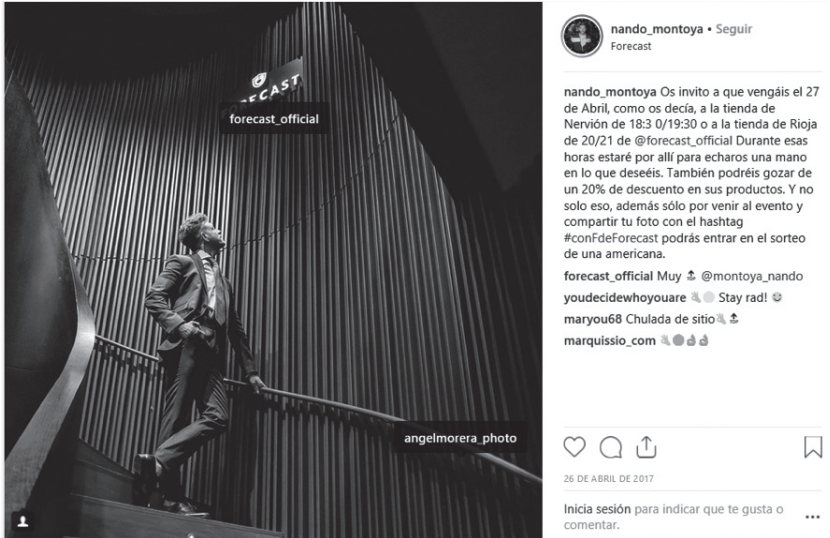 FORECAST
forecast_official
angelmorera_photo
nando_montoya • Seguir
Forecast
nando_montoya Os invito a que vengáis el 27
de Abril, como os decía, a la tienda de
Nervión de 18:3 0/19:30 o a la tienda de Rioja
de 20/21 de @forecast_official Durante esas
horas estaré por allí para echaros una mano
en lo que deseéis. También podréis gozar de
un 20% de descuento en sus productos. Y no
solo eso, además sólo por venir al evento y
compartir tu foto con el hashtag
#conFdeForecast podrás entrar en el sorteo
de una americana.
forecast_official Muy 🔝 @montoya_nando
youdecidewhoyouare Stay rad!
maryou68 Chulada de sitio
marquissio_com
26 DE ABRIL DE 2017
Inicia sesión para indicar que te gusta o
comentar.